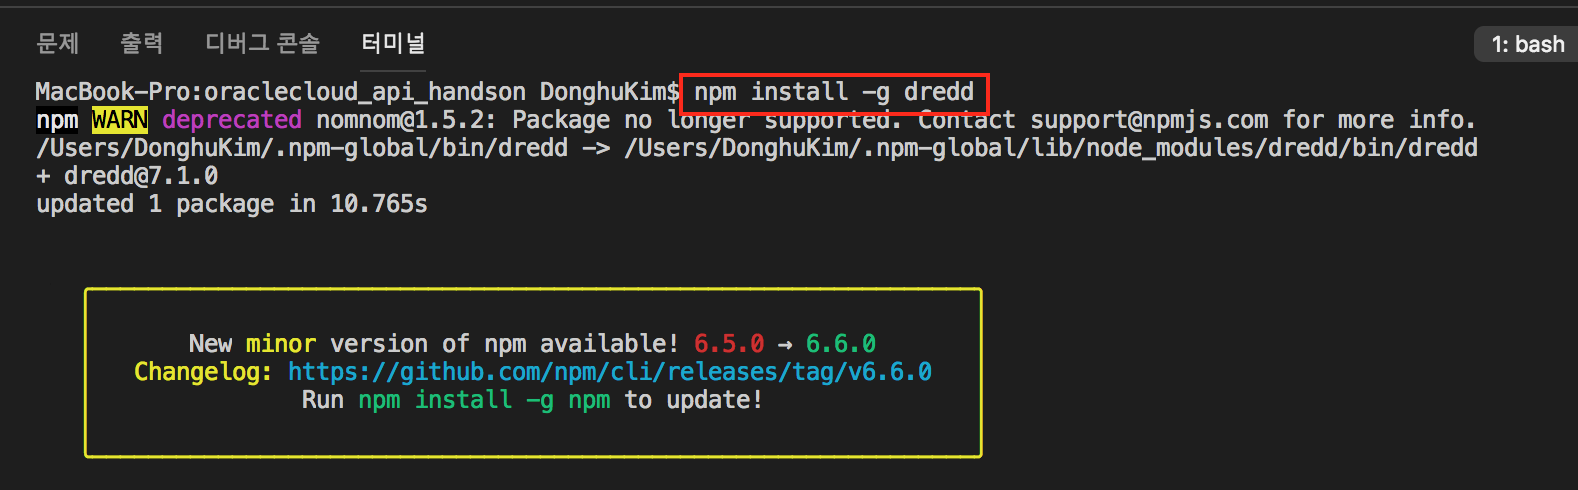 문제 출력 디버그 콘솔 터미널 1: bash
MacBook-Pro:oraclecloud_api_handson DonghuKim$ npm install -g dredd
npm WARN deprecated nomnom@1.5.2: Package no longer supported. Contact support@npmjs.com for more info.
/Users/DonghuKim/.npm-global/bin/dredd -> /Users/DonghuKim/.npm-global/lib/node_modules/dredd/bin/dredd
+ dredd@7.1.0
updated 1 package in 10.765s
New minor version of npm available! 6.5.0 → 6.6.0
Changelog: https://github.com/npm/cli/releases/tag/v6.6.0
Run npm install -g npm to update!